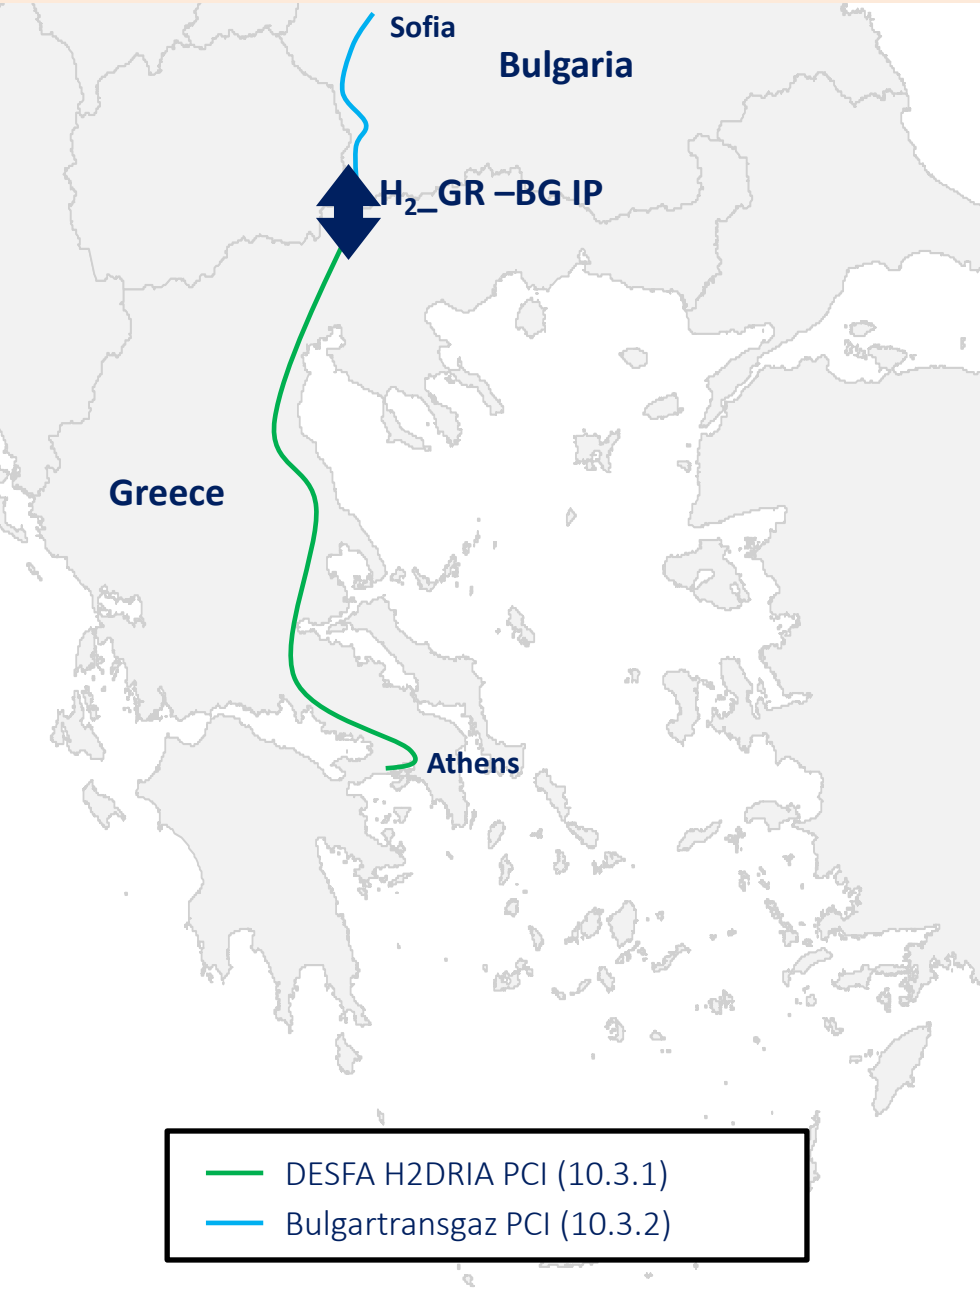 Sofia
Bulgaria
H₂_GR –BG IP
Greece
Athens
DESFA H2DRIA PCI (10.3.1)
Bulgartransgaz PCI (10.3.2)